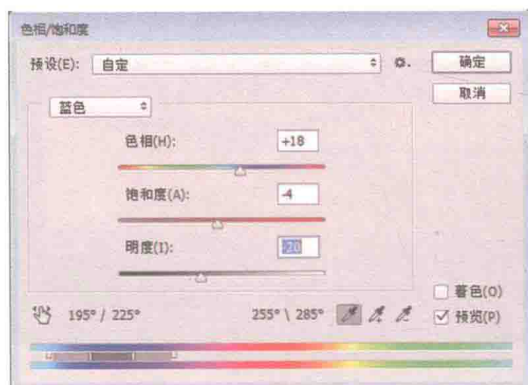 色相/饱和度
预设(E): 自定 确定
取消
蓝色
色相(H): +18
饱和度(A): -4
明度(I): -20
着色(O)
195° / 225° 255° \ 285° 预览(P)